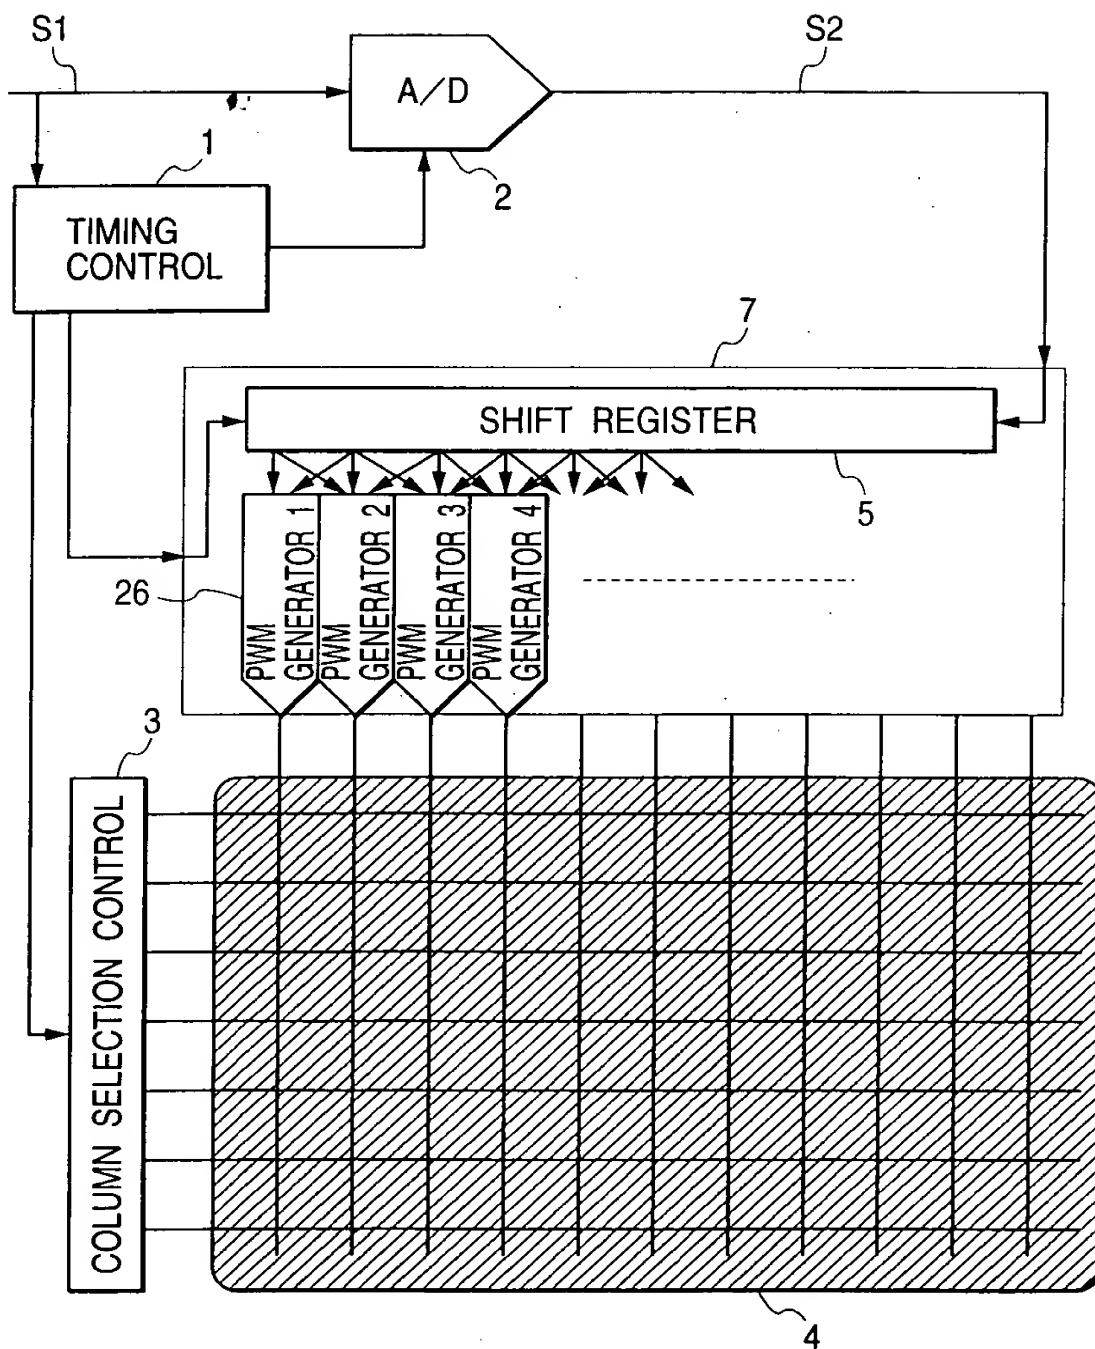 S1
S2
A/D
2
1
TIMING
CONTROL
7
SHIFT REGISTER
5
26
PWM
GENERATOR 1
PWM
GENERATOR 2
PWM
GENERATOR 3
PWM
GENERATOR 4
3
COLUMN SELECTION CONTROL
4